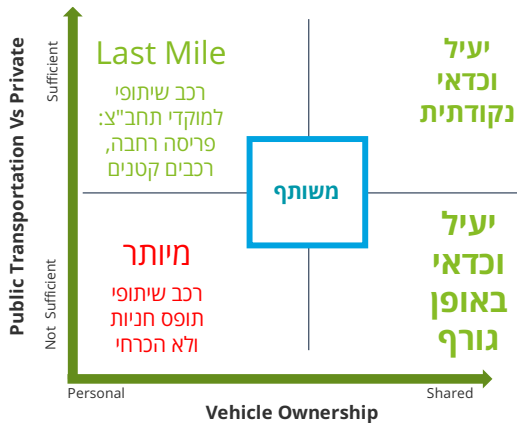 Public Transportation Vs Private
Sufficient
Not Sufficient
Last Mile
רכב שיתופי
למוקדי תחב"צ:
פריסה רחבה,
רכבים קטנים
יעיל
וכדאי
נקודתית
משותף
מיותר
רכב שיתופי
תופס חניות
ולא הכרחי
יעיל
וכדאי
באופן
גורף
Personal
Shared
Vehicle Ownership